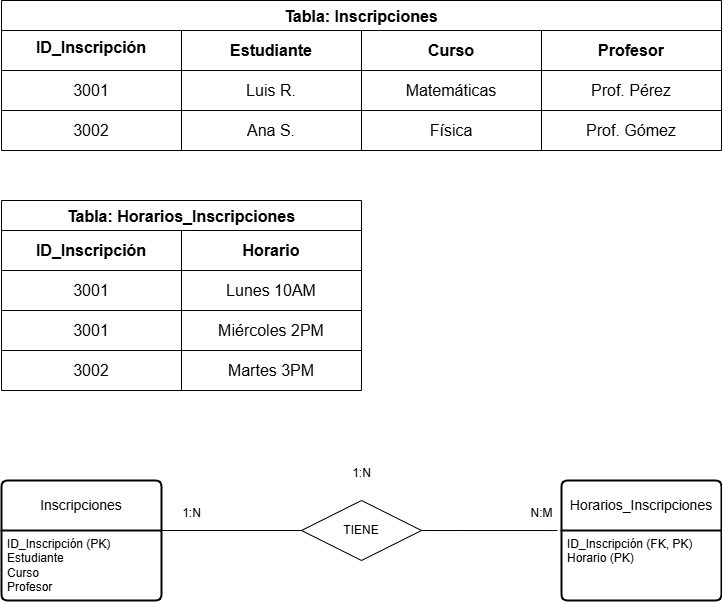 Tabla: Inscripciones
ID_Inscripción Estudiante Curso Profesor
3001 Luis R. Matemáticas Prof. Pérez
3002 Ana S. Física Prof. Gómez
Tabla: Horarios_Inscripciones
ID_Inscripción Horario
3001 Lunes 10AM
3001 Miércoles 2PM
3002 Martes 3PM
1:N
Inscripciones
1:N
TIENE
N:M
Horarios_Inscripciones
ID_Inscripción (PK)
Estudiante
Curso
Profesor
ID_Inscripción (FK, PK)
Horario (PK)